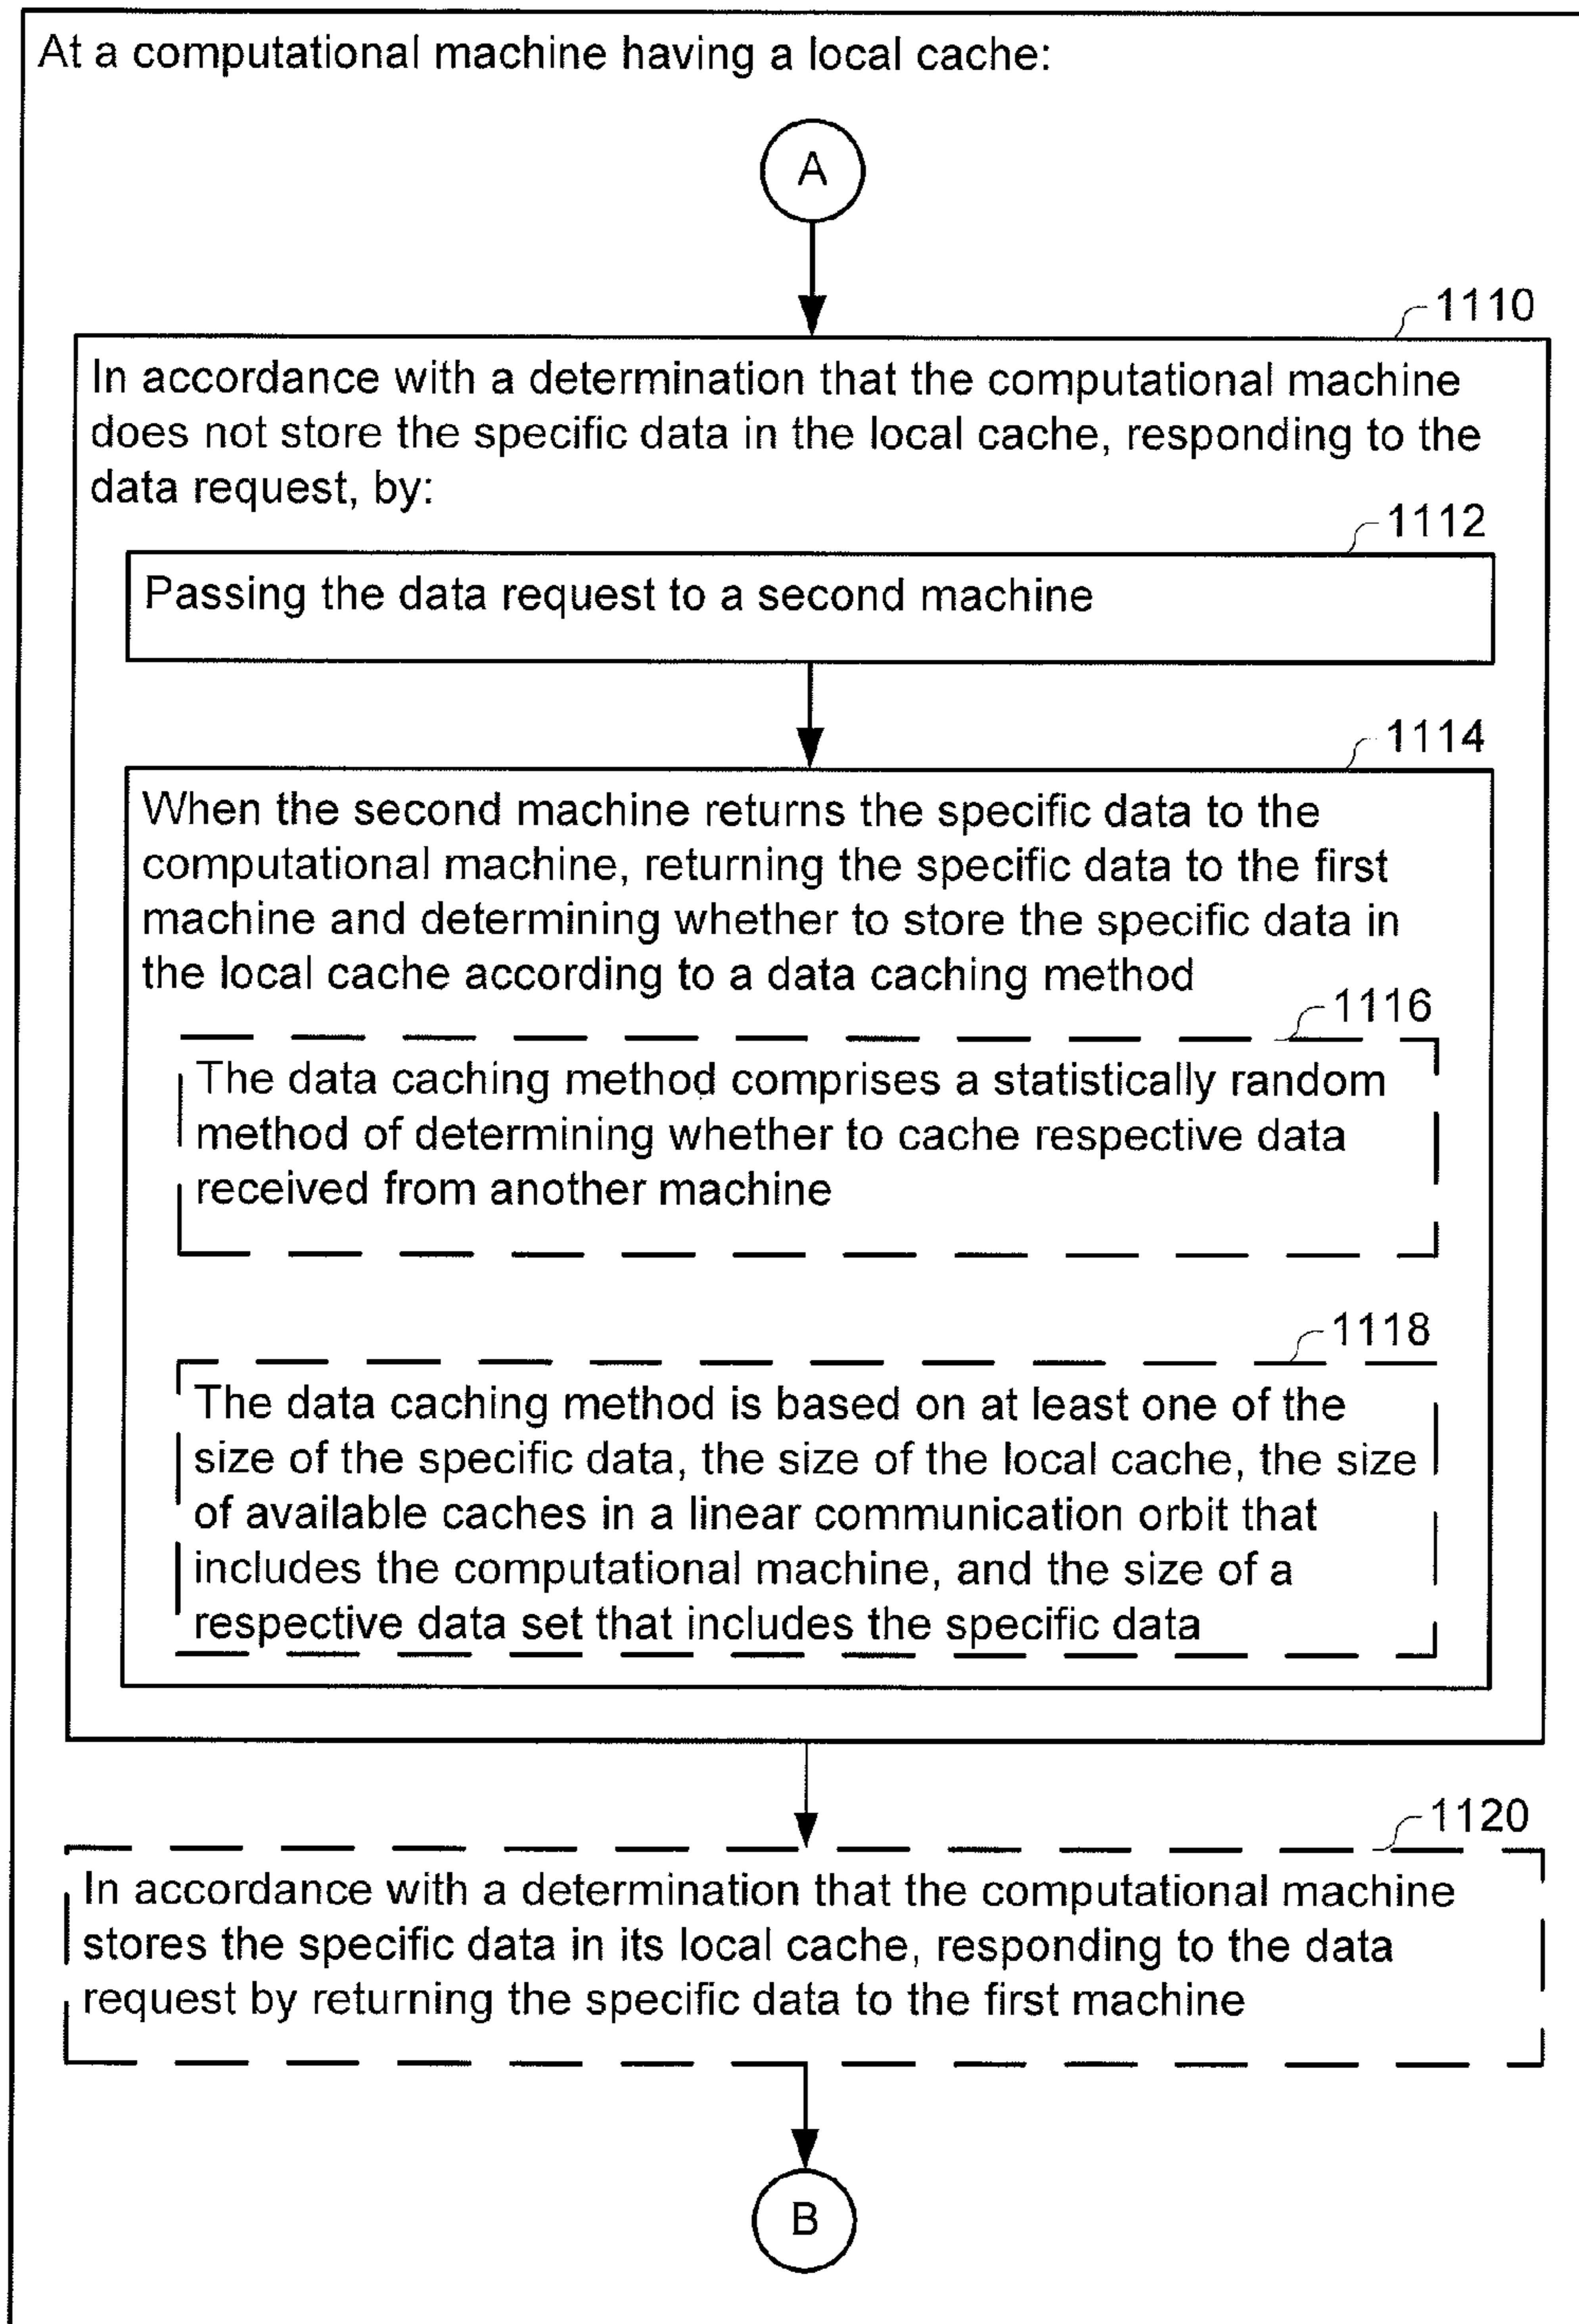 At a computational machine having a local cache:
A
1110
In accordance with a determination that the computational machine
does not store the specific data in the local cache, responding to the
data request, by:
1112
Passing the data request to a second machine
1114
When the second machine returns the specific data to the
computational machine, returning the specific data to the first
machine and determining whether to store the specific data in
the local cache according to a data caching method
1116
The data caching method comprises a statistically random
method of determining whether to cache respective data
received from another machine
1118
The data caching method is based on at least one of the
size of the specific data, the size of the local cache, the size
of available caches in a linear communication orbit that
includes the computational machine, and the size of a
respective data set that includes the specific data
1120
In accordance with a determination that the computational machine
stores the specific data in its local cache, responding to the data
request by returning the specific data to the first machine
B